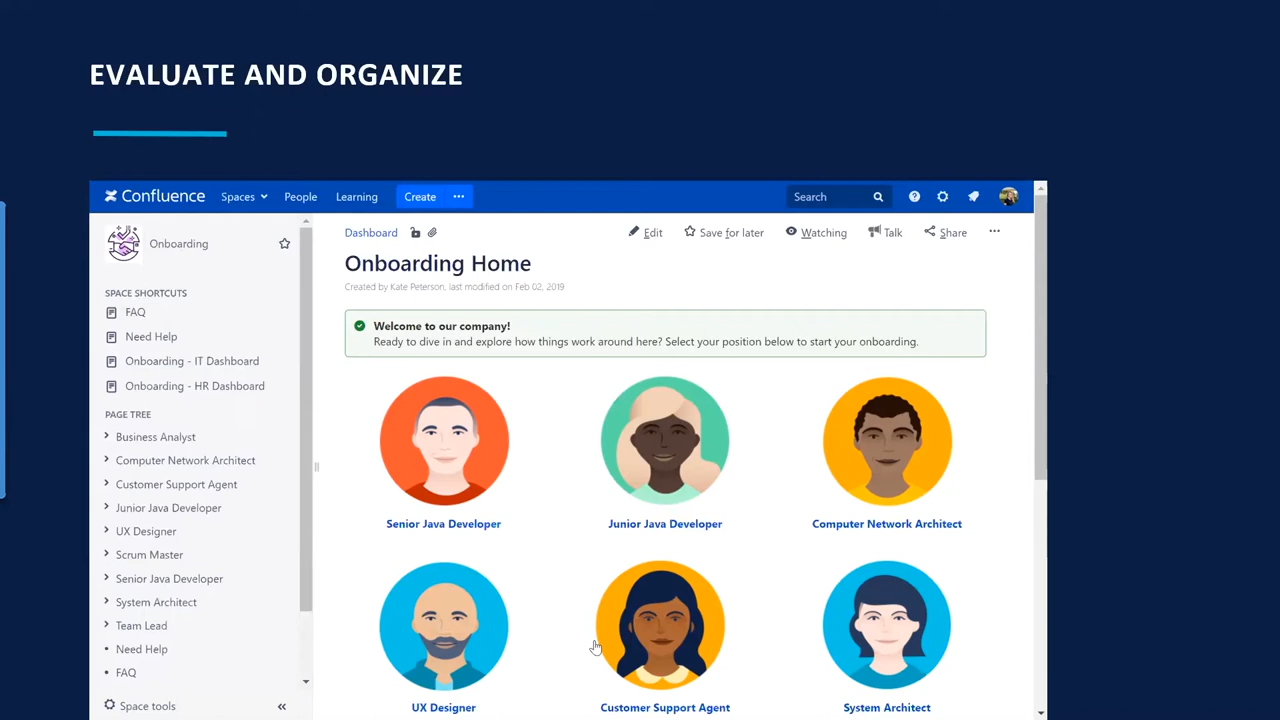 EVALUATE AND ORGANIZE
Confluence Spaces People Learning Create ••• Search
Onboarding
SPACE SHORTCUTS
FAQ
Need Help
Onboarding - IT Dashboard
Onboarding - HR Dashboard
PAGE TREE
Business Analyst
Computer Network Architect
Customer Support Agent
Junior Java Developer
UX Designer
Scrum Master
Senior Java Developer
System Architect
Team Lead
Need Help
FAQ
Space tools
Dashboard Edit Save for later Watching Talk Share •••
Onboarding Home
Created by Kate Peterson, last modified on Feb 02, 2019
Welcome to our company!
Ready to dive in and explore how things work around here? Select your position below to start your onboarding.
Senior Java Developer Junior Java Developer Computer Network Architect
UX Designer Customer Support Agent System Architect